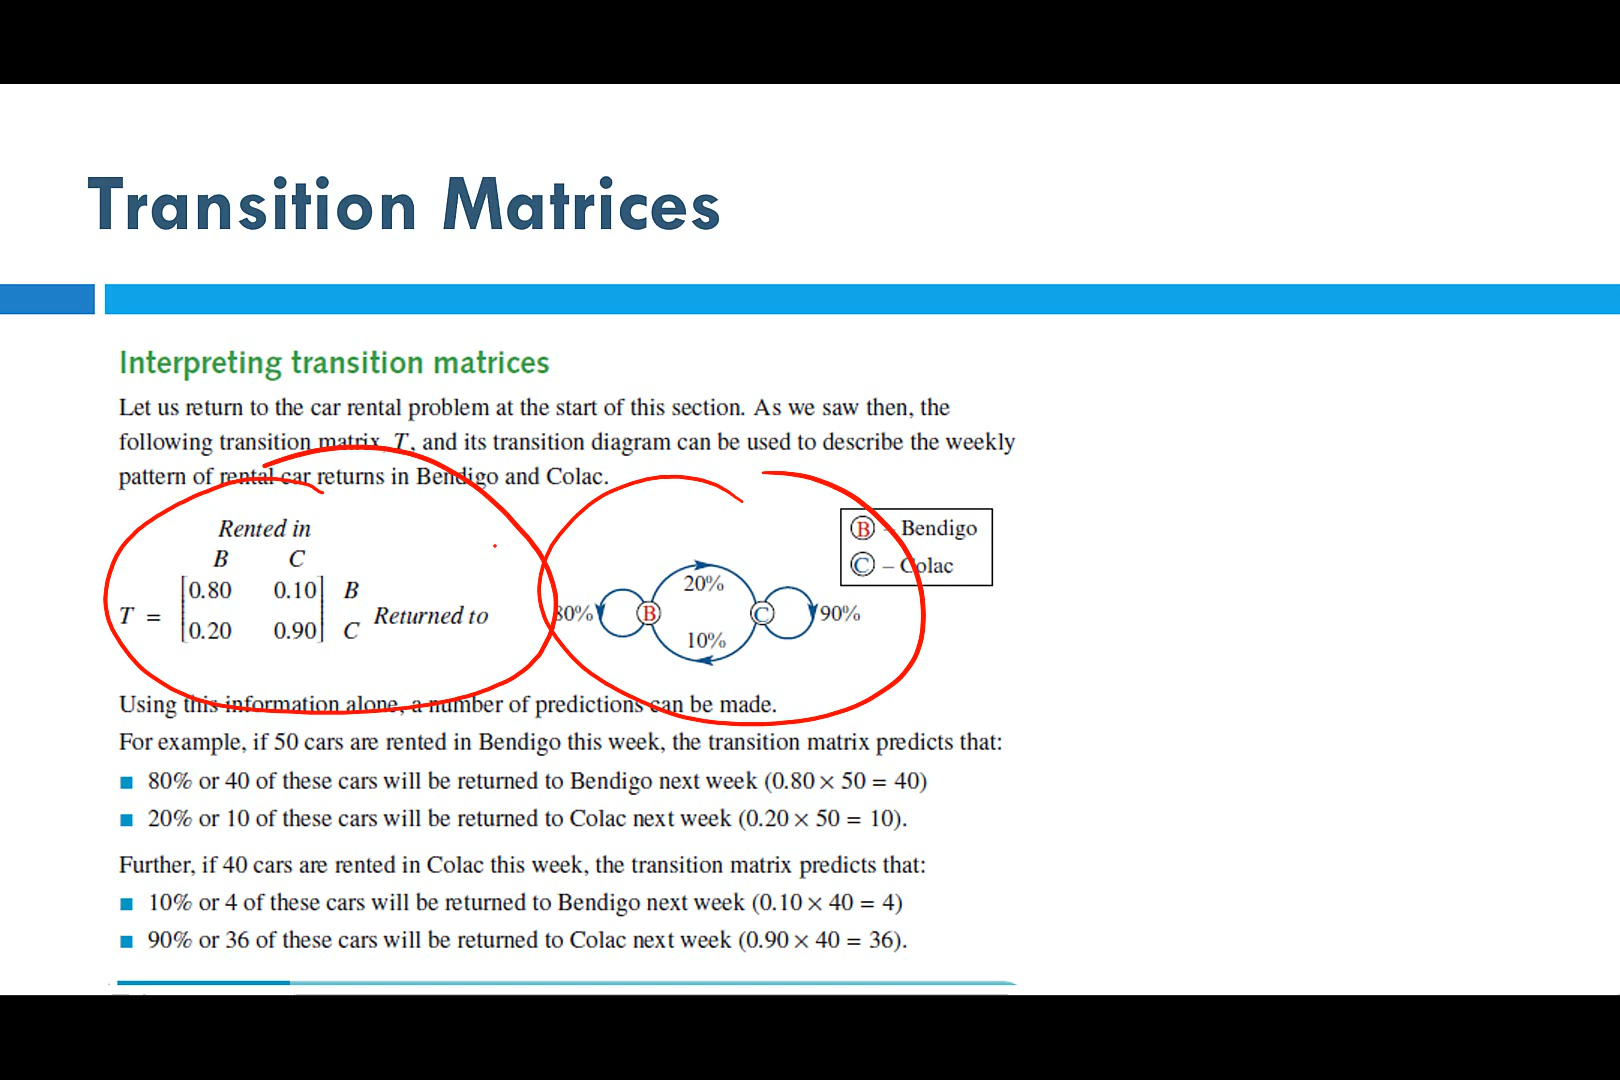 Transition Matrices
Interpreting transition matrices
Let us return to the car rental problem at the start of this section. As we saw then, the
following transition matrix, T, and its transition diagram can be used to describe the weekly
pattern of rental car returns in Bendigo and Colac.
Rented in
B C
T = [0.80 0.10] B
[0.20 0.90] C
Returned to
80% B 20% 10% C 90%
B – Bendigo
C – Colac
Using this information alone, a number of predictions can be made.
For example, if 50 cars are rented in Bendigo this week, the transition matrix predicts that:
■ 80% or 40 of these cars will be returned to Bendigo next week (0.80 × 50 = 40)
■ 20% or 10 of these cars will be returned to Colac next week (0.20 × 50 = 10).
Further, if 40 cars are rented in Colac this week, the transition matrix predicts that:
■ 10% or 4 of these cars will be returned to Bendigo next week (0.10 × 40 = 4)
■ 90% or 36 of these cars will be returned to Colac next week (0.90 × 40 = 36).